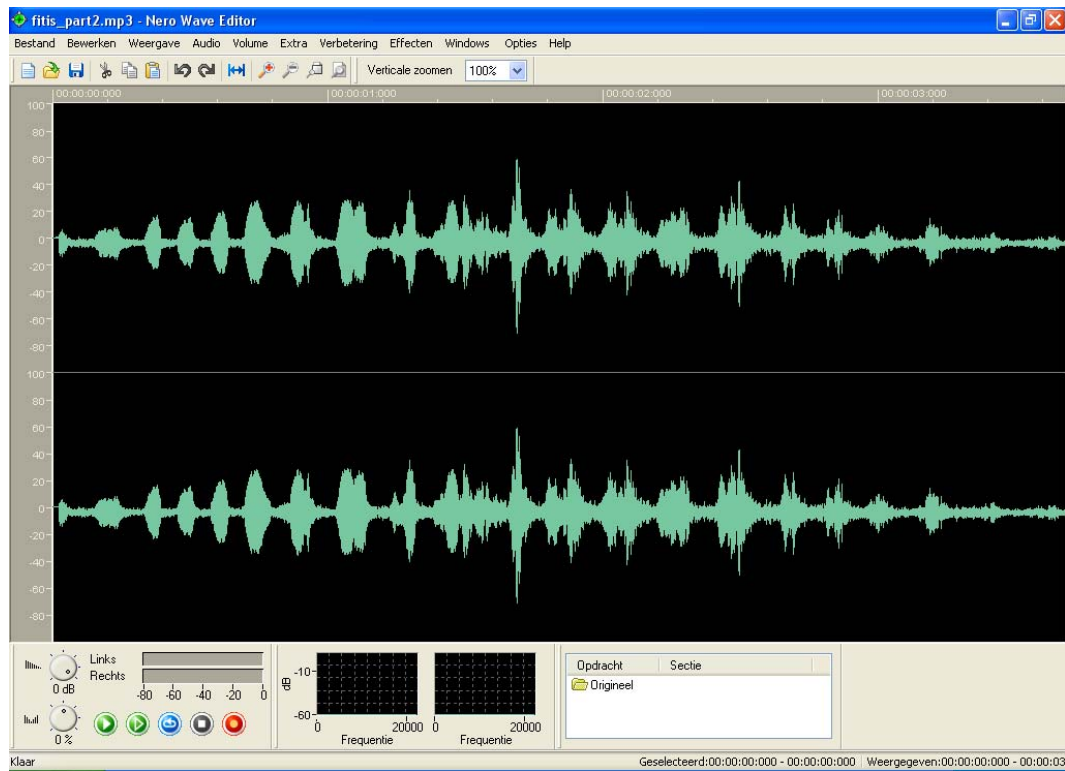 fitis_part2.mp3 - Nero Wave Editor
Bestand Bewerken Weergave Audio Volume Extra Verbetering Effecten Windows Opties Help
Verticale zoomen 100%
00:00:00:000 00:00:01:000 00:00:02:000 00:00:03:000
100
80
60
40
20
0
-20
-40
-60
-80
100
80
60
40
20
0
-20
-40
-60
-80
Links
Rechts
0 dB
-80 -60 -40 -20 0
0 %
dB
-10
-60
0 20000 0 20000
Frequentie Frequentie
Opdracht Sectie
Origineel
Klaar Geselecteerd:00:00:00:000 - 00:00:00:000 Weergegeven:00:00:00:000 - 00:00:03